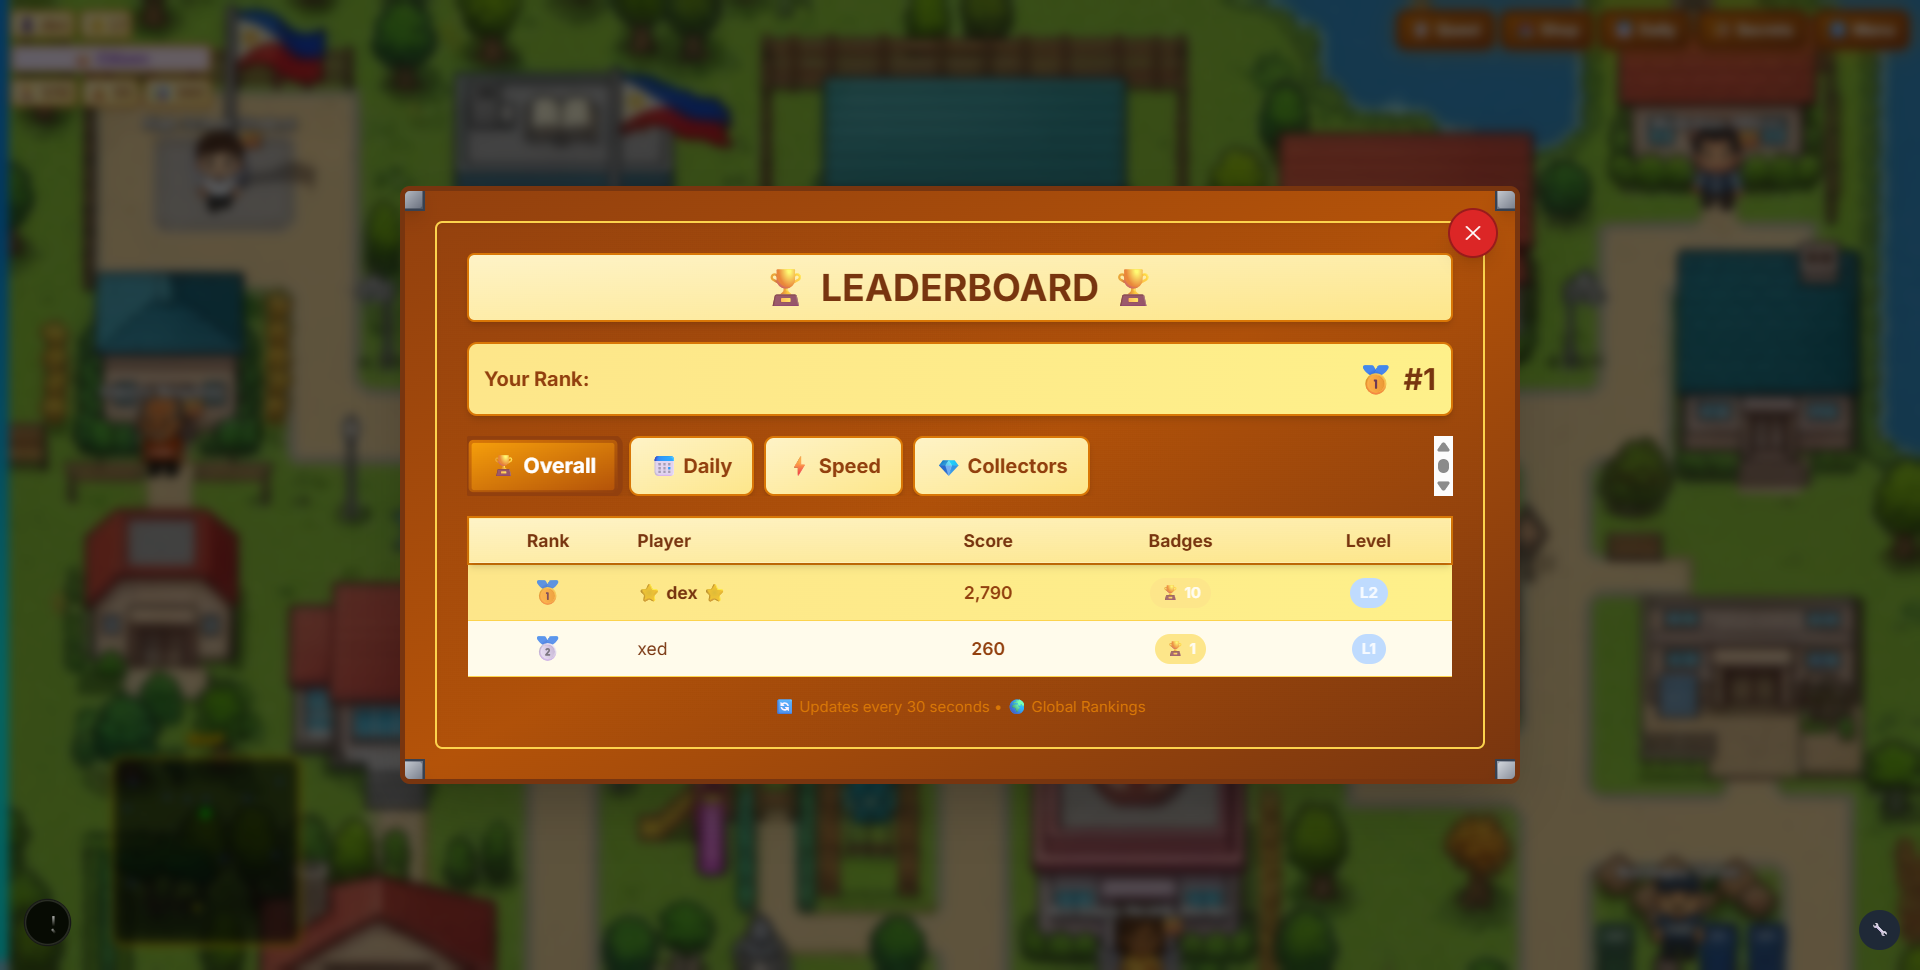 LEADERBOARD
Your Rank:
1 #1
Overall Daily Speed Collectors
Rank Player Score Badges Level
1 dex 2,790 10 L2
2 xed 260 1 L1
Updates every 30 seconds • Global Rankings